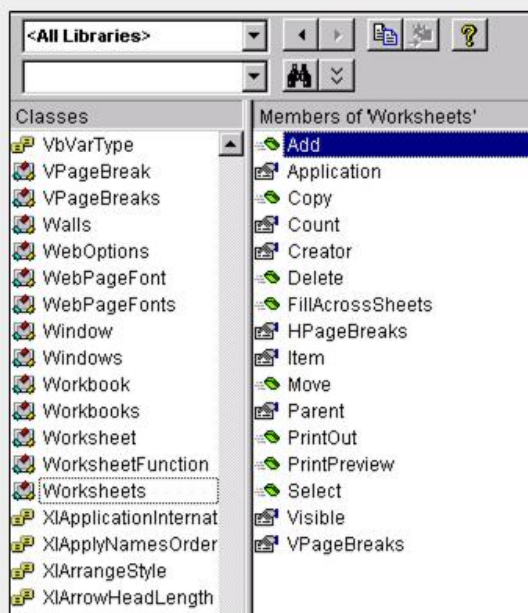 <All Libraries>
Classes
VbVarType
VPageBreak
VPageBreaks
Walls
WebOptions
WebPageFont
WebPageFonts
Window
Windows
Workbook
Workbooks
Worksheet
WorksheetFunction
Worksheets
XlApplicationInternat
XlApplyNamesOrder
XlArrangeStyle
XlArrowHeadLength
Members of 'Worksheets'
Add
Application
Copy
Count
Creator
Delete
FillAcrossSheets
HPageBreaks
Item
Move
Parent
PrintOut
PrintPreview
Select
Visible
VPageBreaks